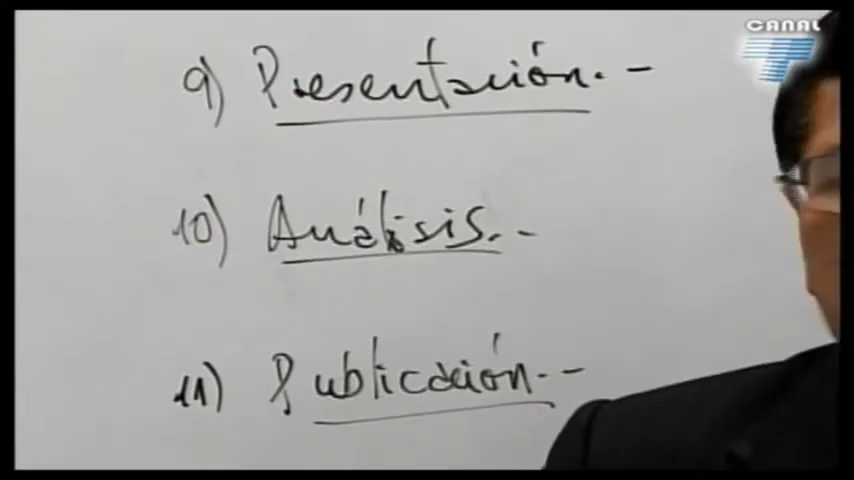 CANAL
T
9) Presentación.-
10) Análisis.-
11) Publicación.-